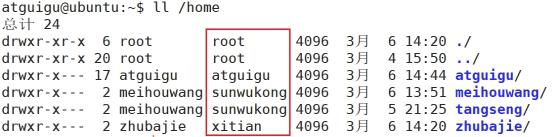 atguigu@ubuntu:~$ ll /home
总计 24
drwxr-xr-x  6 root       root      4096  3月   6 14:20 ./
drwxr-xr-x 20 root       root      4096  3月   4 15:50 ../
drwxr-x--- 17 atguigu    atguigu   4096  3月   6 14:44 atguigu/
drwxr-x---  2 meihouwang sunwukong 4096  3月   6 13:51 meihouwang/
drwxr-x---  2 meihouwang sunwukong 4096  3月   5 21:25 tangseng/
drwxr-x---  2 zhubajie   xitian    4096  3月   6 14:20 zhubajie/